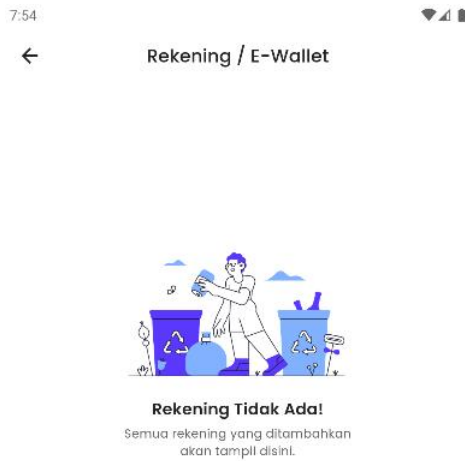 7:54
Rekening / E-Wallet
Rekening Tidak Ada!
Semua rekening yang ditambahkan
akan tampil disini.